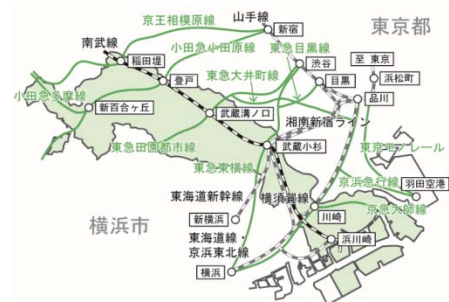 京王相模原線
山手線
新宿
東京都
南武線
小田急小田原線
東急目黒線
稲田堤
渋谷
至 東京
登戸
東急大井町線
目黒
浜松町
小田急多摩線
品川
新百合ヶ丘
武蔵溝ノ口
湘南新宿ライン
東急田園都市線
武蔵小杉
東京モノレール
東急東横線
京浜急行線
羽田空港
東海道新幹線
横須賀線
京急大師線
横浜市
新横浜
川崎
東海道線・
京浜東北線
浜川崎
横浜